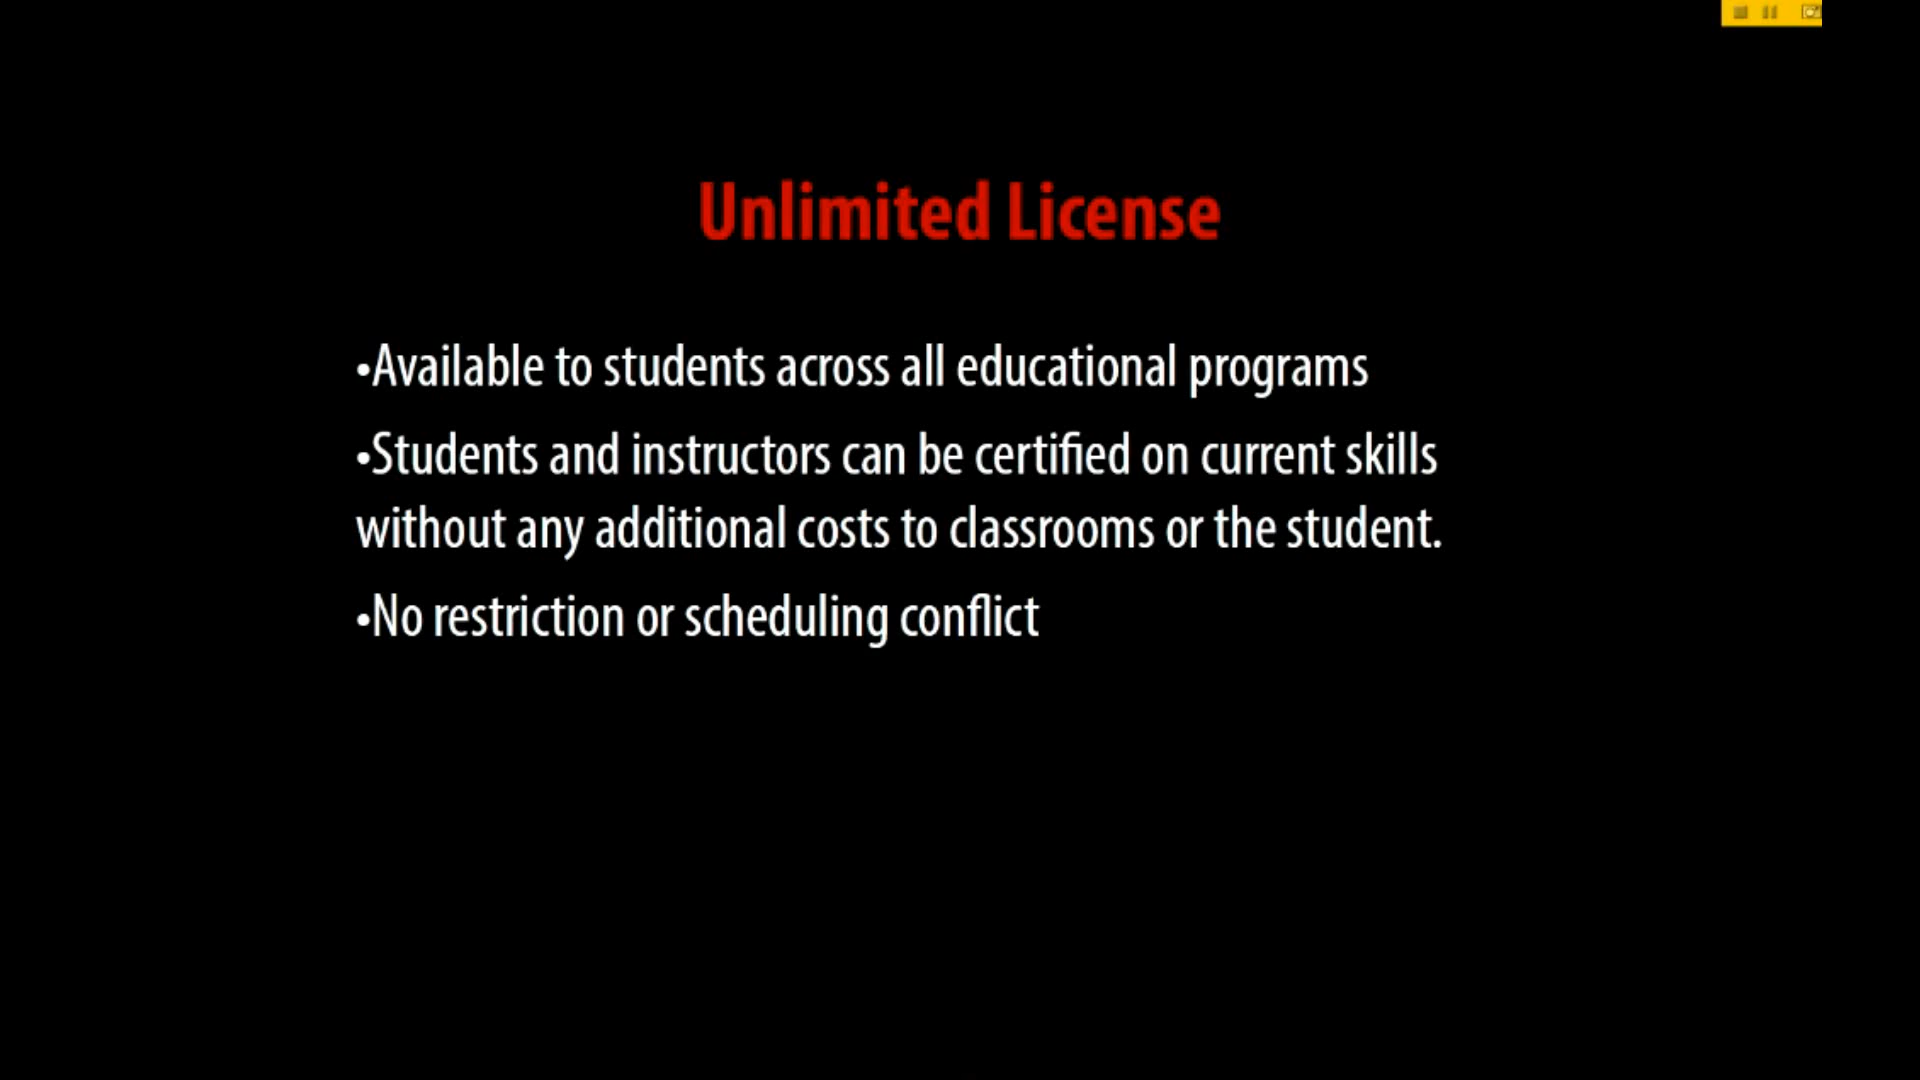 Unlimited License
•Available to students across all educational programs
•Students and instructors can be certified on current skills
without any additional costs to classrooms or the student.
•No restriction or scheduling conflict